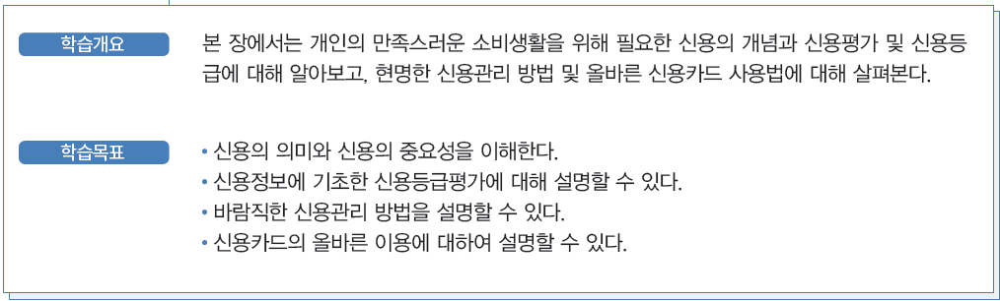 학습개요
본 장에서는 개인의 만족스러운 소비생활을 위해 필요한 신용의 개념과 신용평가 및 신용등
급에 대해 알아보고, 현명한 신용관리 방법 및 올바른 신용카드 사용법에 대해 살펴본다.
학습목표
• 신용의 의미와 신용의 중요성을 이해한다.
• 신용정보에 기초한 신용등급평가에 대해 설명할 수 있다.
• 바람직한 신용관리 방법을 설명할 수 있다.
• 신용카드의 올바른 이용에 대하여 설명할 수 있다.